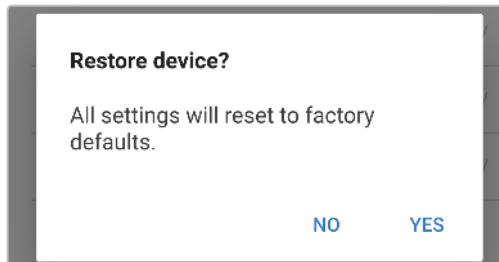 Restore device?
All settings will reset to factory
defaults.
NO YES